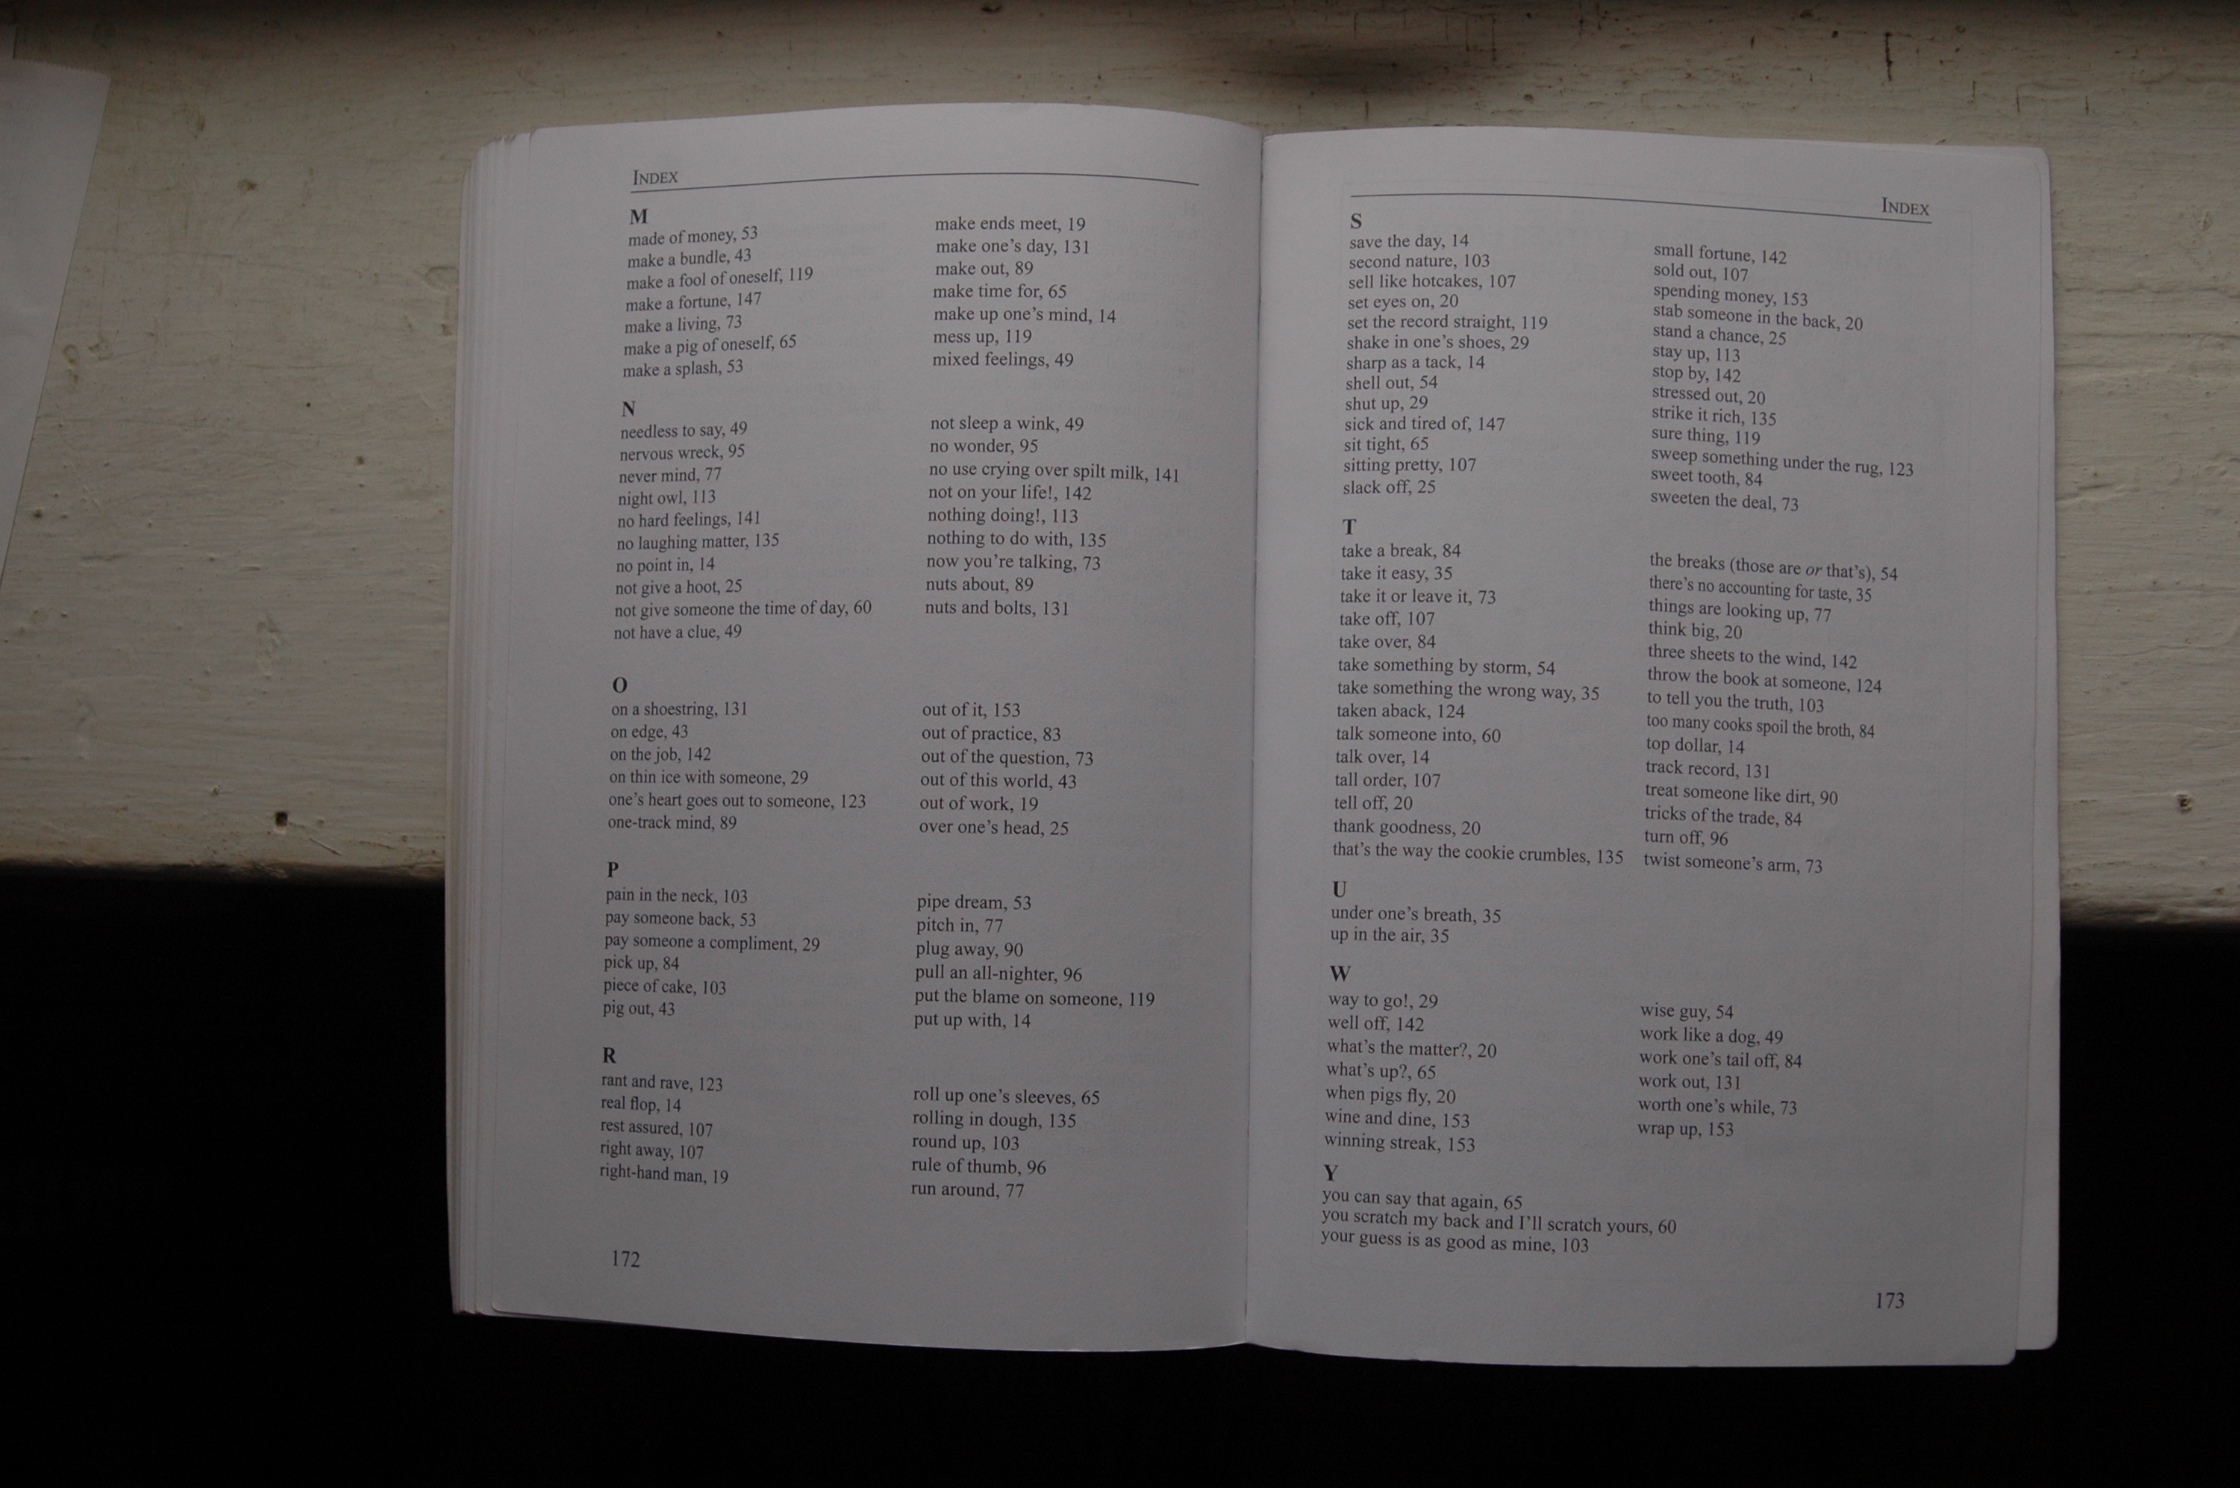 INDEX
M
made of money, 53
make a bundle, 43
make a fool of oneself, 119
make a fortune, 147
make a living, 73
make a pig of oneself, 65
make a splash, 53
make ends meet, 19
make one's day, 131
make out, 89
make time for, 65
make up one's mind, 14
mess up, 119
mixed feelings, 49
N
needless to say, 49
nervous wreck, 95
never mind, 77
night owl, 113
no hard feelings, 141
no laughing matter, 135
no point in, 14
not give a hoot, 25
not give someone the time of day, 60
not have a clue, 49
not sleep a wink, 49
no wonder, 95
no use crying over spilt milk, 141
not on your life!, 142
nothing doing!, 113
nothing to do with, 135
now you're talking, 73
nuts about, 89
nuts and bolts, 131
O
on a shoestring, 131
on edge, 43
on the job, 142
on thin ice with someone, 29
one's heart goes out to someone, 123
one-track mind, 89
out of it, 153
out of practice, 83
out of the question, 73
out of this world, 43
out of work, 19
over one's head, 25
P
pain in the neck, 103
pay someone back, 53
pay someone a compliment, 29
pick up, 84
piece of cake, 103
pig out, 43
pipe dream, 53
pitch in, 77
plug away, 90
pull an all-nighter, 96
put the blame on someone, 119
put up with, 14
R
rant and rave, 123
real flop, 14
rest assured, 107
right away, 107
right-hand man, 19
roll up one's sleeves, 65
rolling in dough, 135
round up, 103
rule of thumb, 96
run around, 77
172
INDEX
S
save the day, 14
second nature, 103
sell like hotcakes, 107
set eyes on, 20
set the record straight, 119
shake in one's shoes, 29
sharp as a tack, 14
shell out, 54
shut up, 29
sick and tired of, 147
sit tight, 65
sitting pretty, 107
slack off, 25
small fortune, 142
sold out, 107
spending money, 153
stab someone in the back, 20
stand a chance, 25
stay up, 113
stop by, 142
stressed out, 20
strike it rich, 135
sure thing, 119
sweep something under the rug, 123
sweet tooth, 84
sweeten the deal, 73
T
take a break, 84
take it easy, 35
take it or leave it, 73
take off, 107
take over, 84
take something by storm, 54
take something the wrong way, 35
taken aback, 124
talk someone into, 60
talk over, 14
tall order, 107
tell off, 20
thank goodness, 20
that's the way the cookie crumbles, 135
the breaks (those are or that's), 54
there's no accounting for taste, 35
things are looking up, 77
think big, 20
three sheets to the wind, 142
throw the book at someone, 124
to tell you the truth, 103
too many cooks spoil the broth, 84
top dollar, 14
track record, 131
treat someone like dirt, 90
tricks of the trade, 84
turn off, 96
twist someone's arm, 73
U
under one's breath, 35
up in the air, 35
W
way to go!, 29
well off, 142
what's the matter?, 20
what's up?, 65
when pigs fly, 20
wine and dine, 153
winning streak, 153
wise guy, 54
work like a dog, 49
work one's tail off, 84
work out, 131
worth one's while, 73
wrap up, 153
Y
you can say that again, 65
you scratch my back and I'll scratch yours, 60
your guess is as good as mine, 103
173